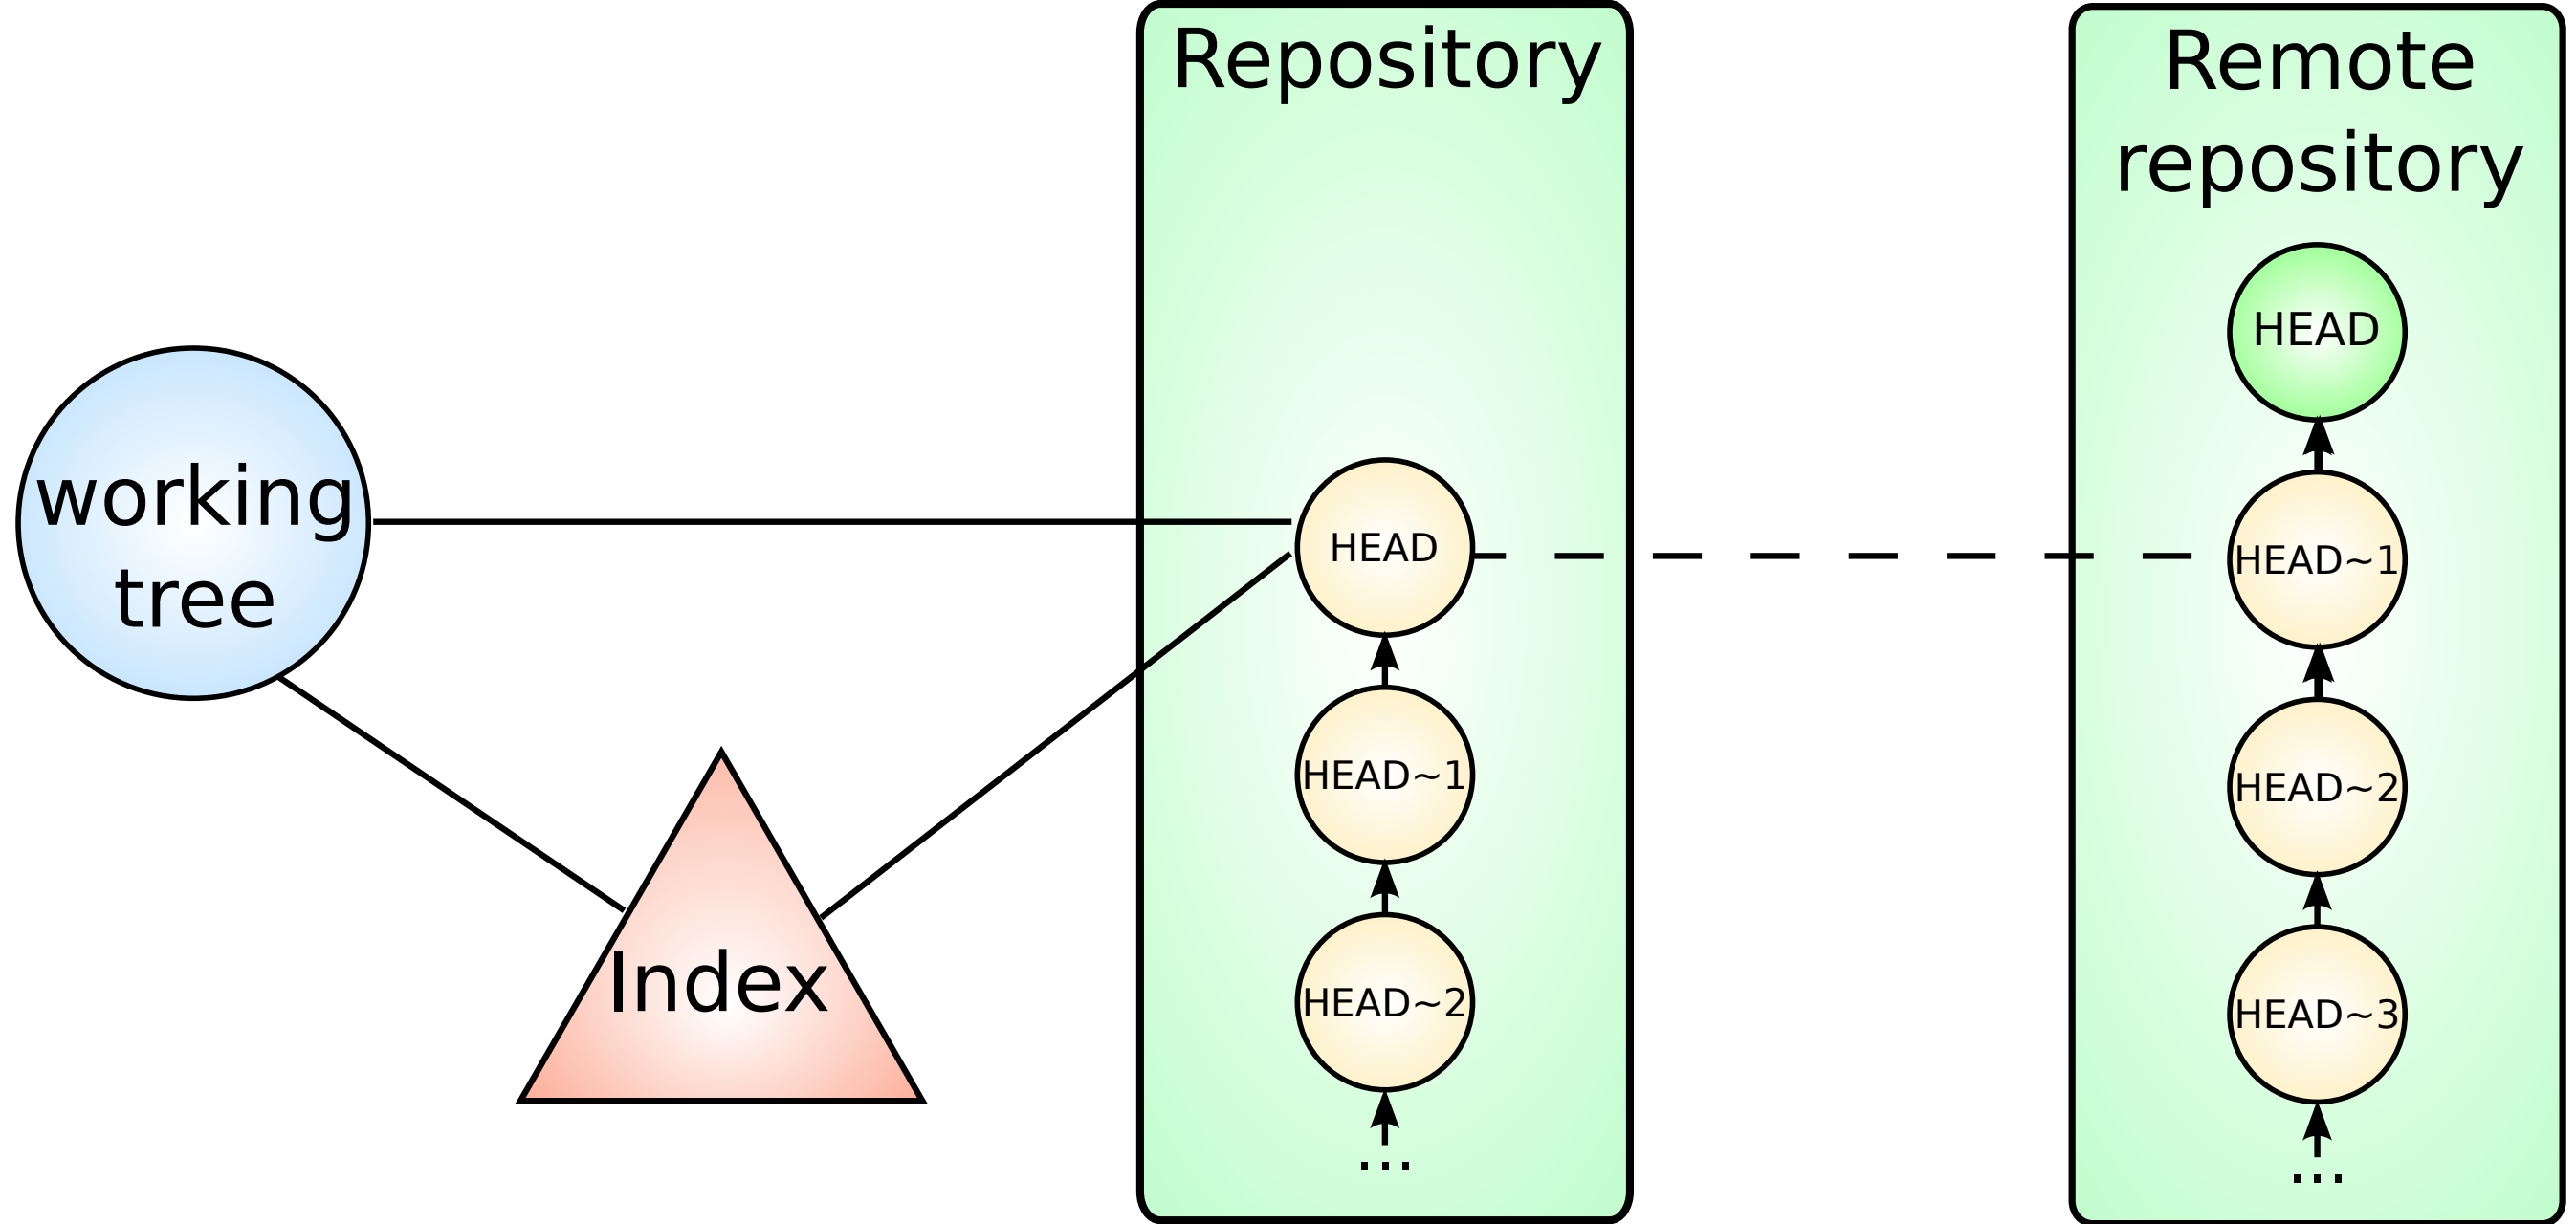 working
tree
Index
Repository
HEAD
HEAD~1
HEAD~2
...
Remote
repository
HEAD
HEAD~1
HEAD~2
HEAD~3
...